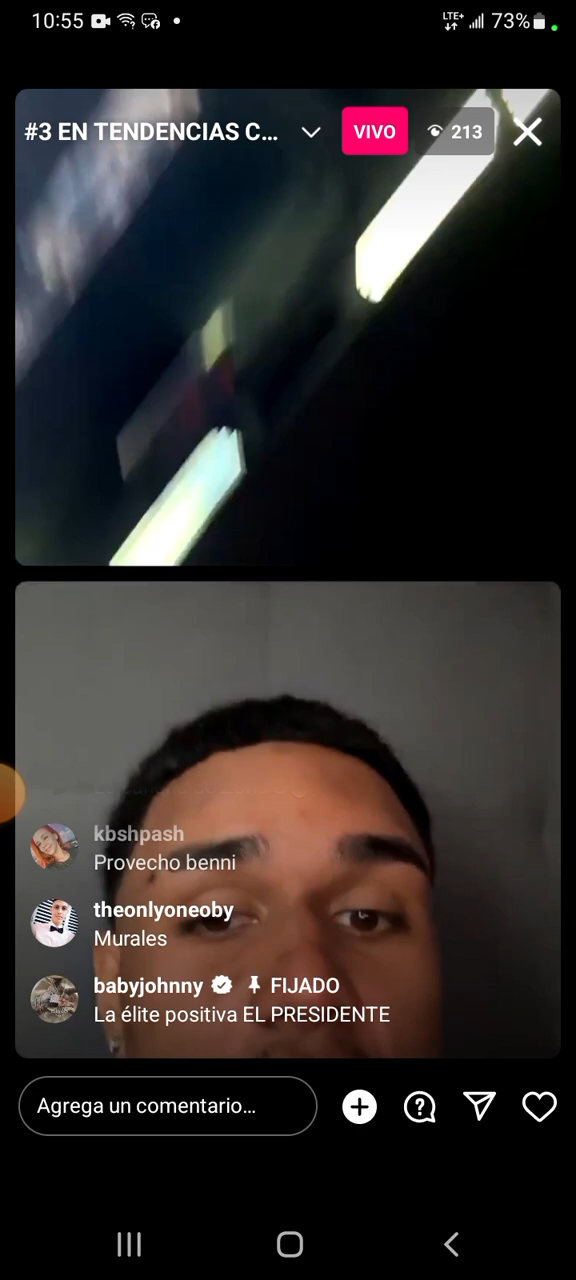 10:55
LTE+
73%
#3 EN TENDENCIAS C...
VIVO
213
kbshpash
Provecho benni
theonlyoneoby
Murales
babyjohnny FIJADO
La élite positiva EL PRESIDENTE
Agrega un comentario...